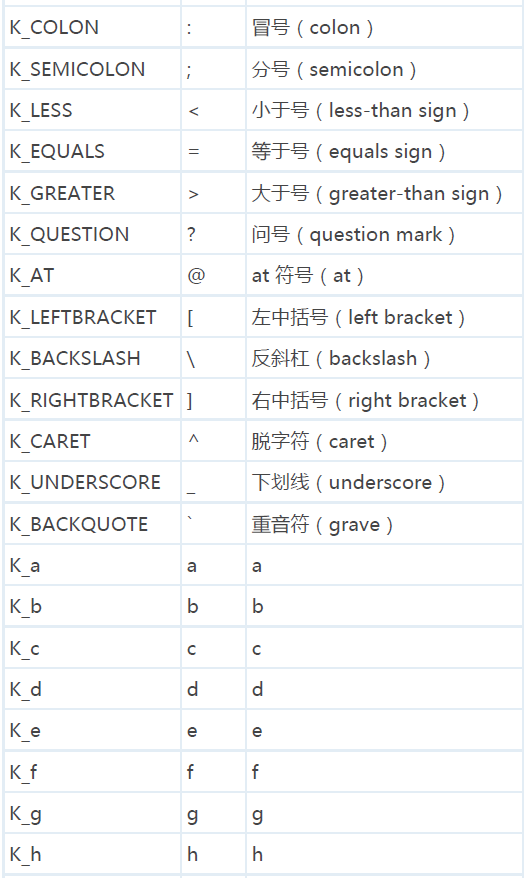 K_COLON : 冒号（colon）
K_SEMICOLON ; 分号（semicolon）
K_LESS < 小于号（less-than sign）
K_EQUALS = 等于号（equals sign）
K_GREATER > 大于号（greater-than sign）
K_QUESTION ? 问号（question mark）
K_AT @ at 符号（at）
K_LEFTBRACKET [ 左中括号（left bracket）
K_BACKSLASH \ 反斜杠（backslash）
K_RIGHTBRACKET ] 右中括号（right bracket）
K_CARET ^ 脱字符（caret）
K_UNDERSCORE _ 下划线（underscore）
K_BACKQUOTE ` 重音符（grave）
K_a a a
K_b b b
K_c c c
K_d d d
K_e e e
K_f f f
K_g g g
K_h h h